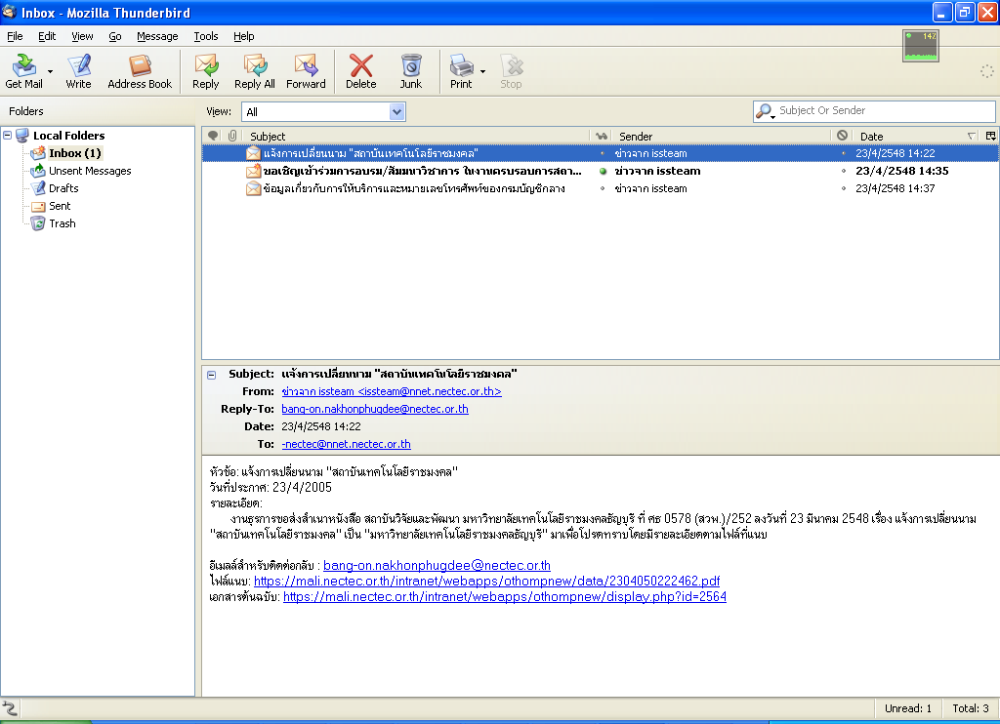 Inbox - Mozilla Thunderbird
File Edit View Go Message Tools Help
14%
Get Mail Write Address Book Reply Reply All Forward Delete Junk Print Stop
Folders View: All Subject Or Sender
Local Folders
Inbox (1)
Unsent Messages
Drafts
Sent
Trash
Subject Sender Date
แจ้งการเปลี่ยนนาม "สถาบันเทคโนโลยีราชมงคล" ข่าวจาก issteam 23/4/2548 14:22
ขอเชิญเข้าร่วมการอบรม/สัมมนาวิชาการ ในงานครบรอบการสถา... ข่าวจาก issteam 23/4/2548 14:35
ข้อมูลเกี่ยวกับการให้บริการและหมายเลขโทรศัพท์ของกรมบัญชีกลาง ข่าวจาก issteam 23/4/2548 14:37
Subject: แจ้งการเปลี่ยนนาม "สถาบันเทคโนโลยีราชมงคล"
From: ข่าวจาก issteam <issteam@nnet.nectec.or.th>
Reply-To: bang-on.nakhonphugdee@nectec.or.th
Date: 23/4/2548 14:22
To: -nectec@nnet.nectec.or.th
หัวข้อ: แจ้งการเปลี่ยนนาม "สถาบันเทคโนโลยีราชมงคล"
วันที่ประกาศ: 23/4/2005
รายละเอียด:
งานธุรการขอส่งสำเนาหนังสือ สถาบันวิจัยและพัฒนา มหาวิทยาลัยเทคโนโลยีราชมงคลธัญบุรี ที่ ศธ 0578 (สวพ.)/252 ลงวันที่ 23 มีนาคม 2548 เรื่อง แจ้งการเปลี่ยนนาม
"สถาบันเทคโนโลยีราชมงคล" เป็น "มหาวิทยาลัยเทคโนโลยีราชมงคลธัญบุรี" มาเพื่อโปรดทราบโดยมีรายละเอียดตามไฟล์ที่แนบ
อีเมลล์สำหรับติดต่อกลับ : bang-on.nakhonphugdee@nectec.or.th
ไฟล์แนบ: https://mali.nectec.or.th/intranet/webapps/othompnew/data/2304050222462.pdf
เอกสารต้นฉบับ: https://mali.nectec.or.th/intranet/webapps/othompnew/display.php?id=2564
Unread: 1 Total: 3